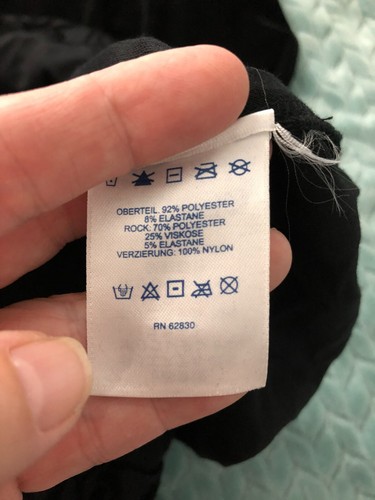 OBERTEIL: 92% POLYESTER
8% ELASTANE
ROCK: 70% POLYESTER
25% VISKOSE
5% ELASTANE
VERZIERUNG: 100% NYLON
RN 62830